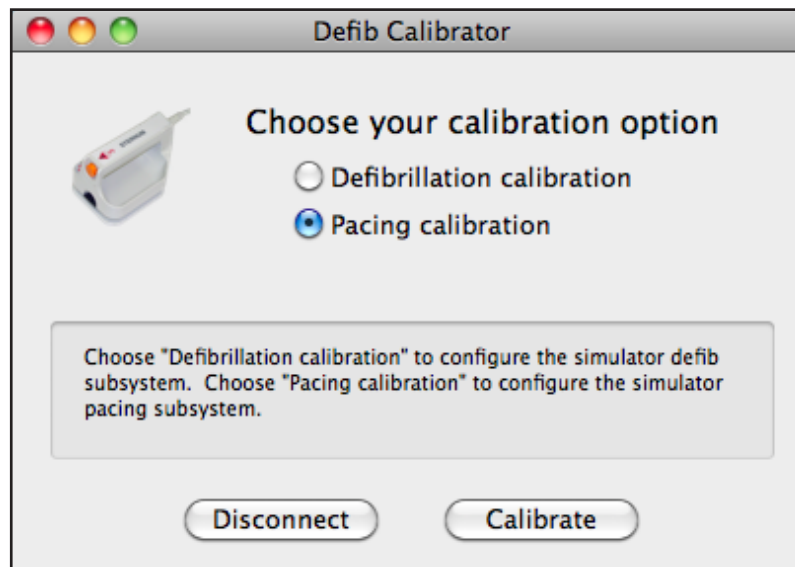 Defib Calibrator
Choose your calibration option
Defibrillation calibration
Pacing calibration
Choose "Defibrillation calibration" to configure the simulator defib
subsystem.  Choose "Pacing calibration" to configure the simulator
pacing subsystem.
Disconnect
Calibrate